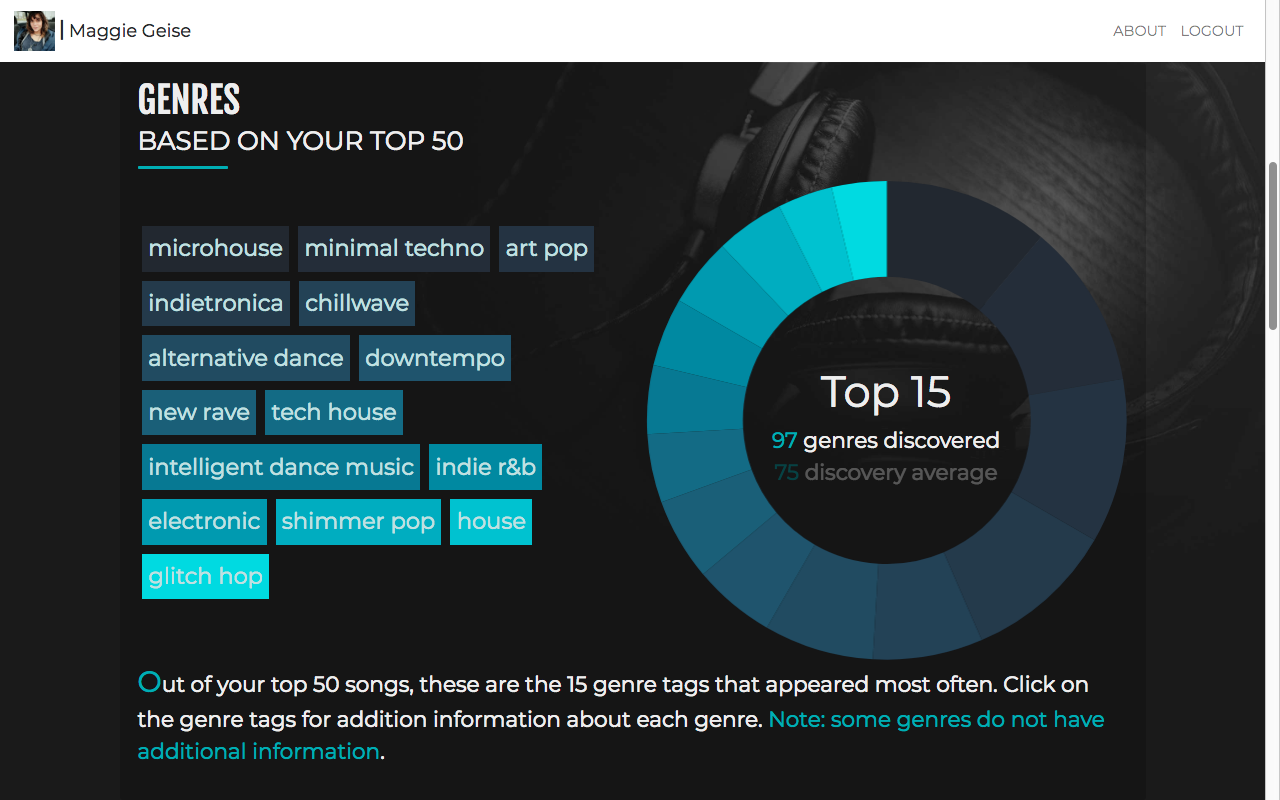 | Maggie Geise
ABOUT LOGOUT
GENRES
BASED ON YOUR TOP 50
microhouse minimal techno art pop
indietronica chillwave
alternative dance downtempo
new rave tech house
intelligent dance music indie r&b
electronic shimmer pop house
glitch hop
Top 15
97 genres discovered
75 discovery average
Out of your top 50 songs, these are the 15 genre tags that appeared most often. Click on
the genre tags for addition information about each genre. Note: some genres do not have
additional information.